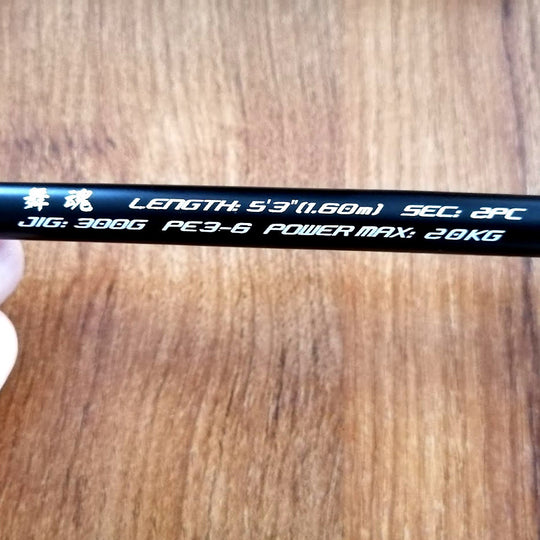 舞魂 LENGTH: 5'3"(1.60m) SEC: 2PC
JIG: 300G PE3-6 POWER MAX: 20KG